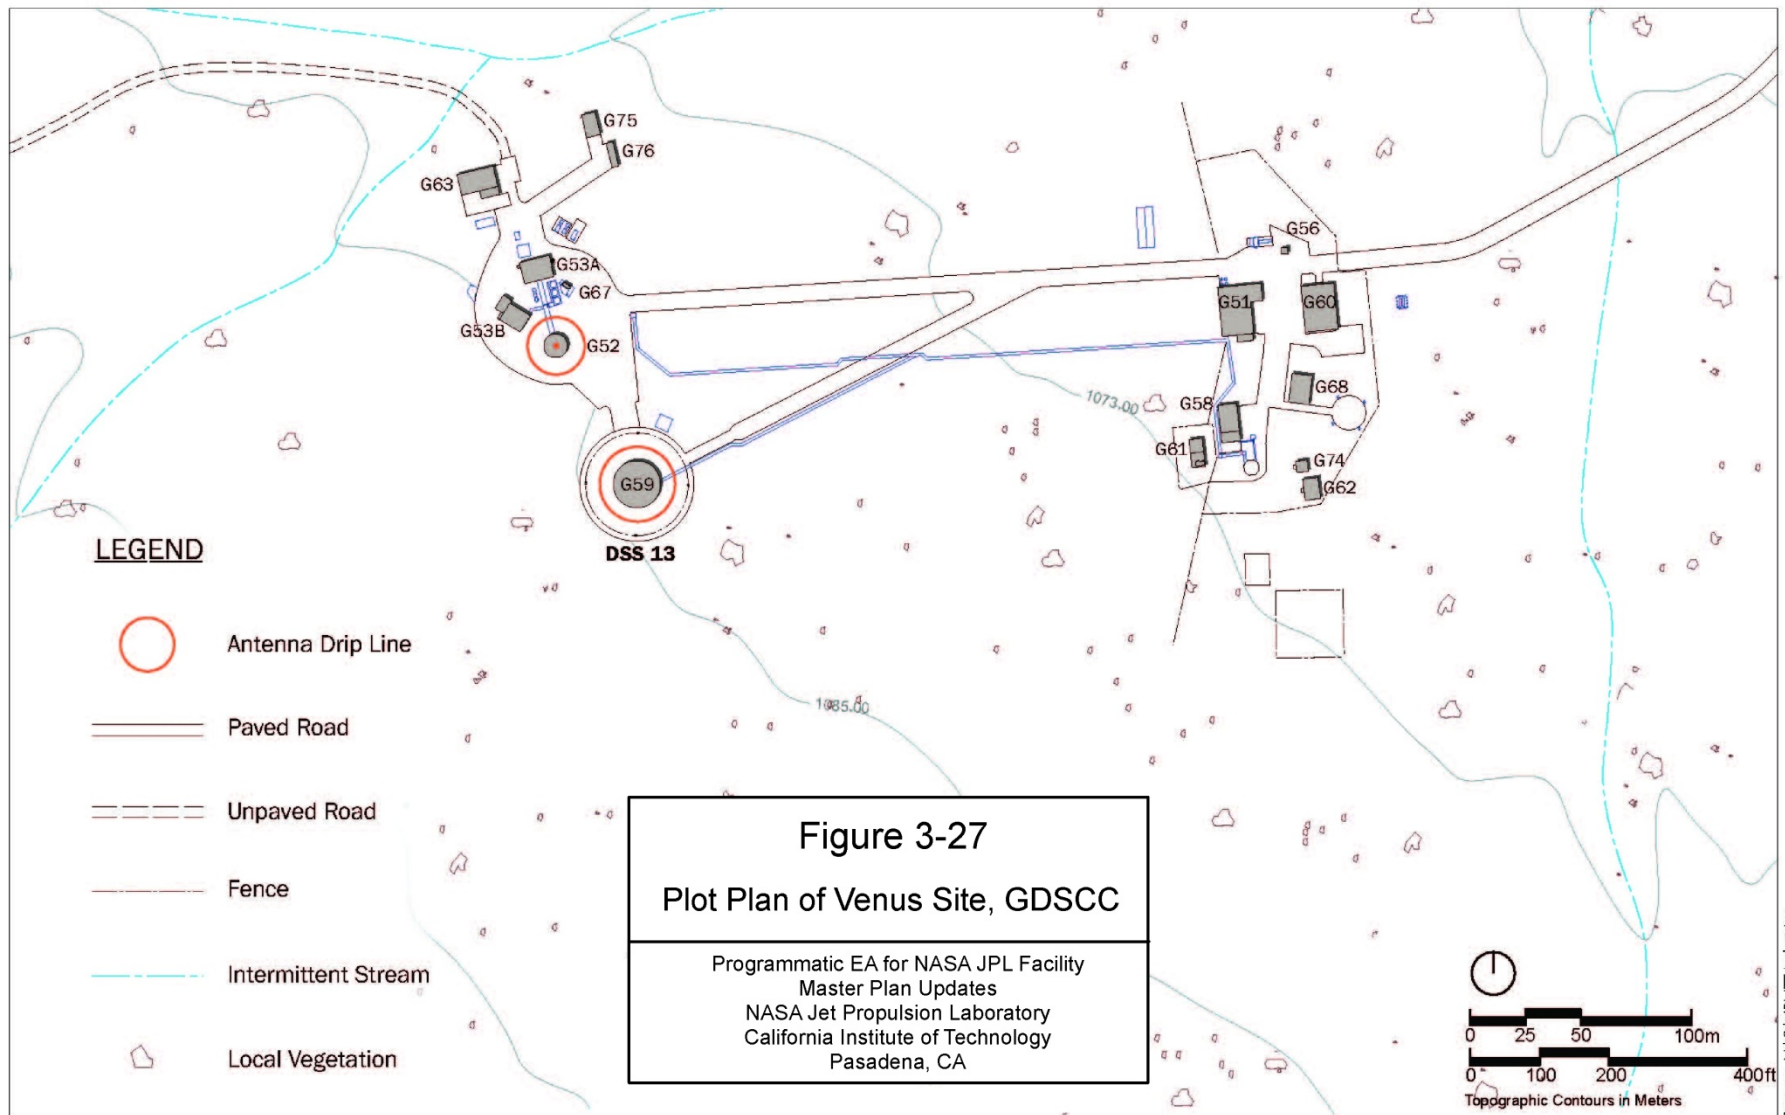 G75
G76
G63
G56
G53A
G67
G51
G60
G53B
G52
G68
1073.00
G58
G61
G74
G59
G62
DSS 13
LEGEND
Antenna Drip Line
1085.00
Paved Road
Unpaved Road
Fence
Intermittent Stream
Local Vegetation
Figure 3-27
Plot Plan of Venus Site, GDSCC
Programmatic EA for NASA JPL Facility
Master Plan Updates
NASA Jet Propulsion Laboratory
California Institute of Technology
Pasadena, CA
0 25 50 100m
0 100 200 400ft
Topographic Contours in Meters